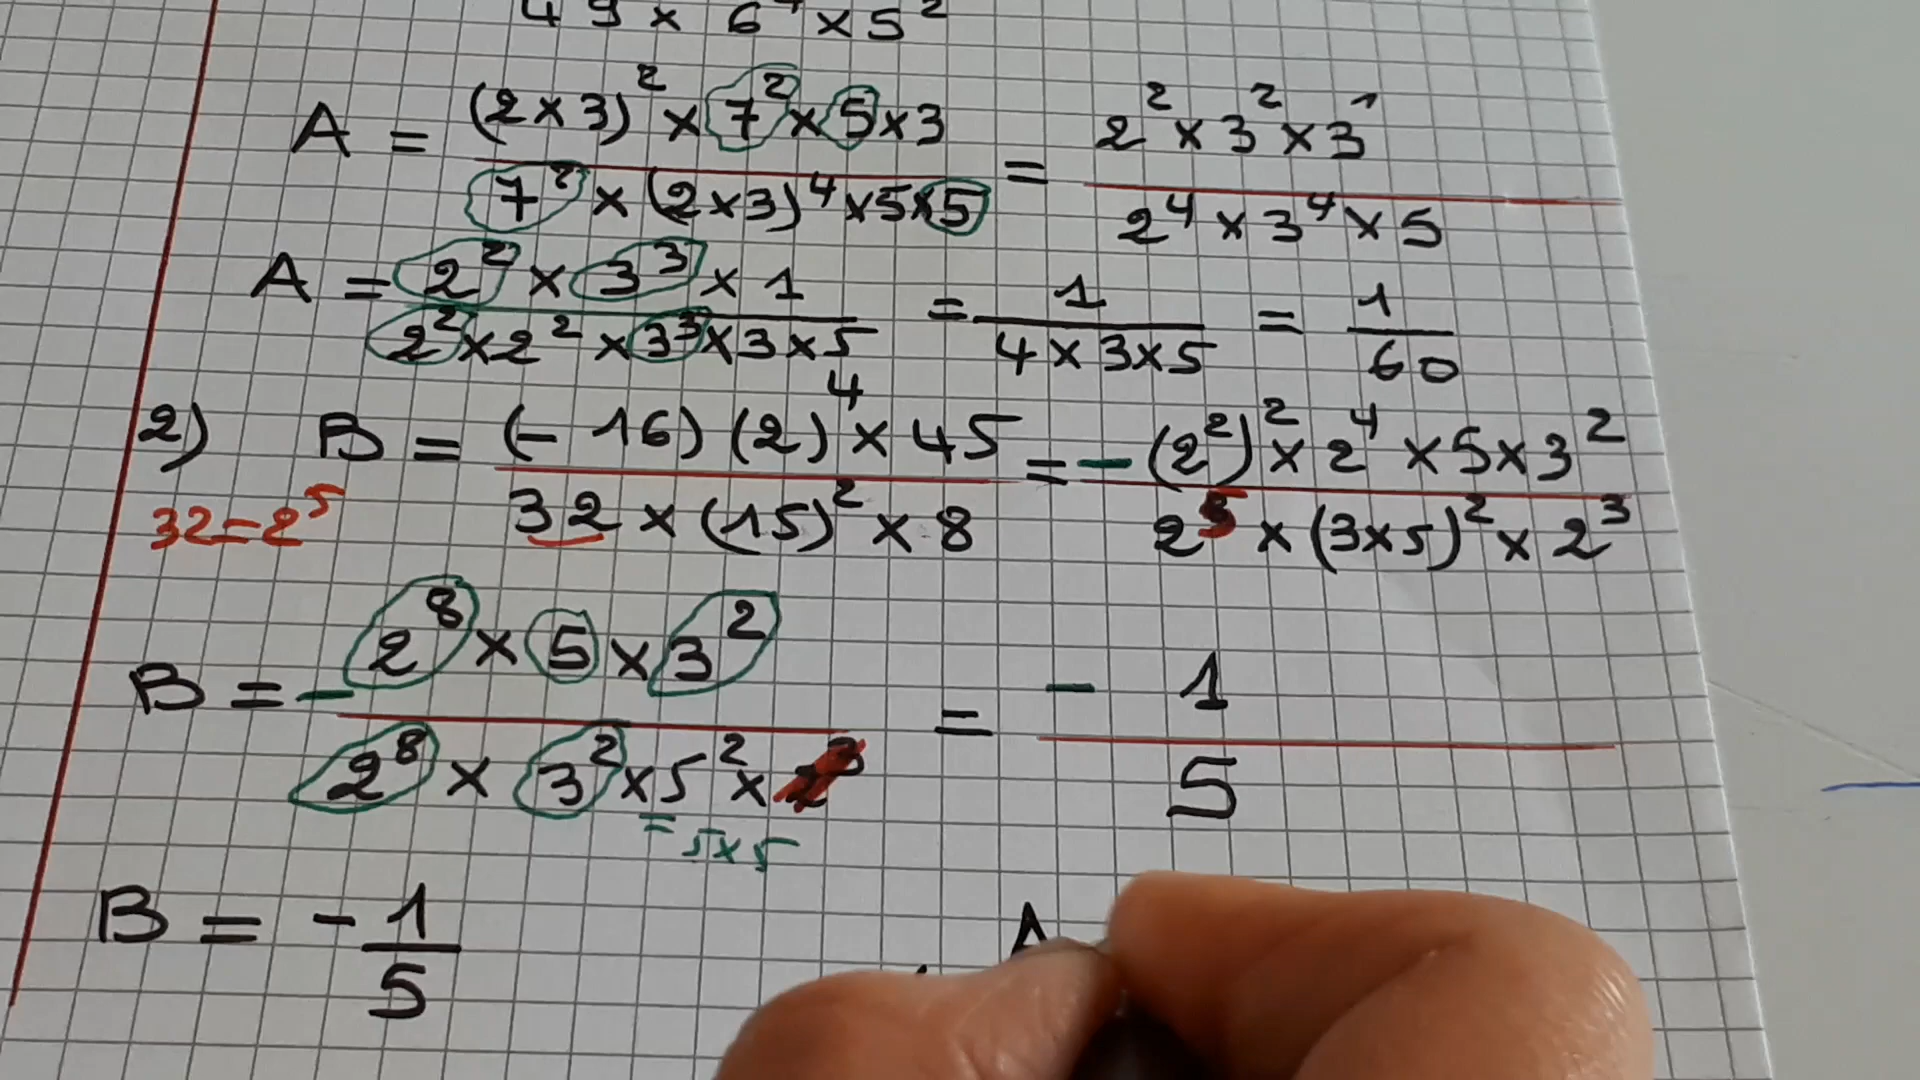 49 × 6⁴ × 5²
A = (2×3)² × 7² × 5 × 3 / 7² × (2×3)⁴ × 5 × 5 = 2² × 3² × 3¹ / 2⁴ × 3⁴ × 5
A = 2² × 3³ × 1 / 2² × 2² × 3³ × 3 × 5 = 1 / 4 × 3 × 5 = 1 / 60
2) B = (- 16) (2)⁴ × 45 / 32 × (15)² × 8 = - (2²)² × 2⁴ × 5 × 3² / 2⁵ × (3×5)² × 2³
32 = 2⁵
B = - 2⁸ × 5 × 3² / 2⁸ × 3² × 5² × 2³ = - 1 / 5
= 5×5
B = - 1 / 5